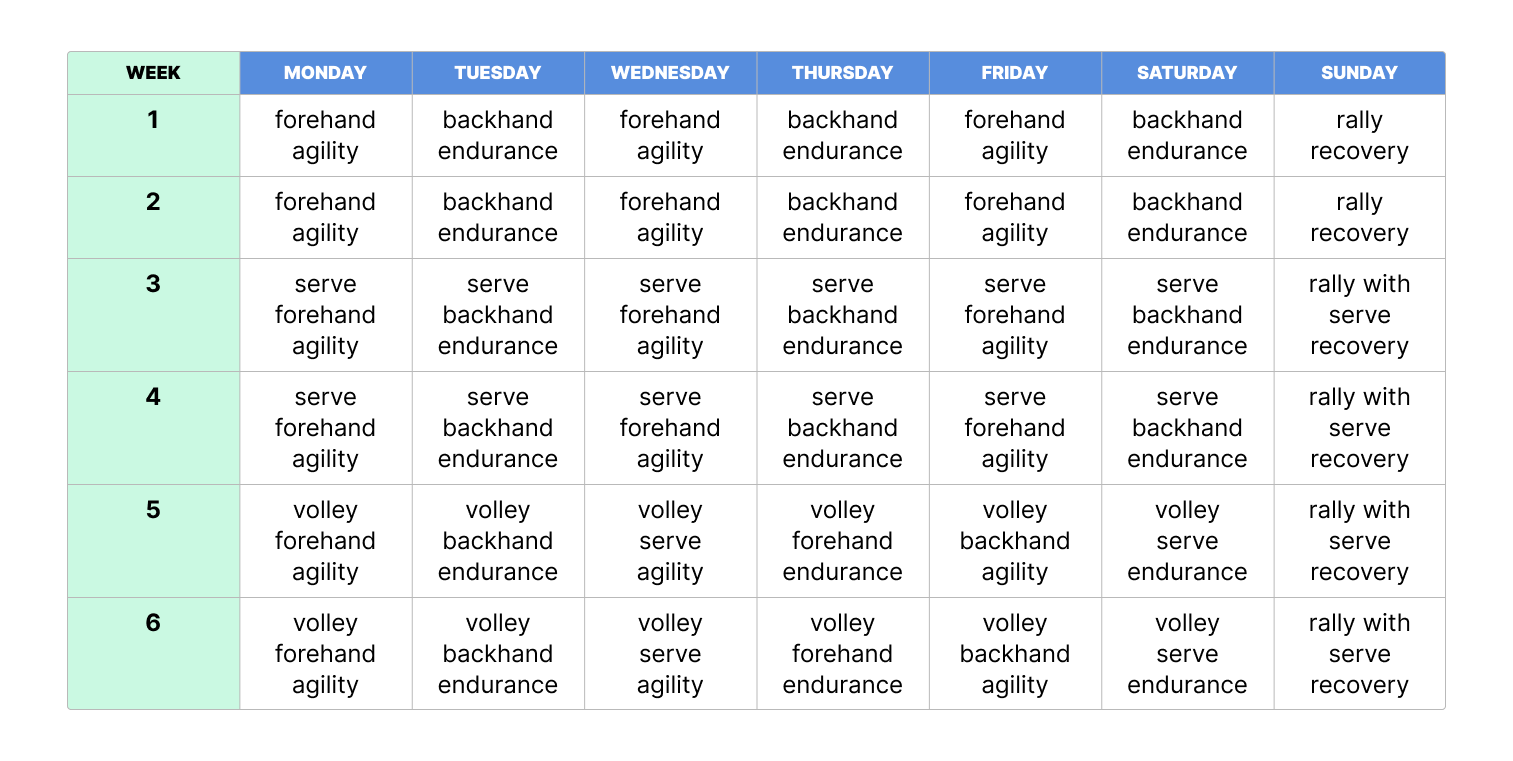 WEEK MONDAY TUESDAY WEDNESDAY THURSDAY FRIDAY SATURDAY SUNDAY
1 forehand backhand forehand backhand forehand backhand rally
agility endurance agility endurance agility endurance recovery
2 forehand backhand forehand backhand forehand backhand rally
agility endurance agility endurance agility endurance recovery
3 serve serve serve serve serve serve rally with
forehand backhand forehand backhand forehand backhand serve
agility endurance agility endurance agility endurance recovery
4 serve serve serve serve serve serve rally with
forehand backhand forehand backhand forehand backhand serve
agility endurance agility endurance agility endurance recovery
5 volley volley volley volley volley volley rally with
forehand backhand serve forehand backhand serve serve
agility endurance agility endurance agility endurance recovery
6 volley volley volley volley volley volley rally with
forehand backhand serve forehand backhand serve serve
agility endurance agility endurance agility endurance recovery